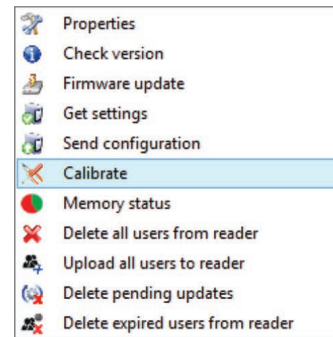 Properties
Check version
Firmware update
Get settings
Send configuration
Calibrate
Memory status
Delete all users from reader
Upload all users to reader
Delete pending updates
Delete expired users from reader